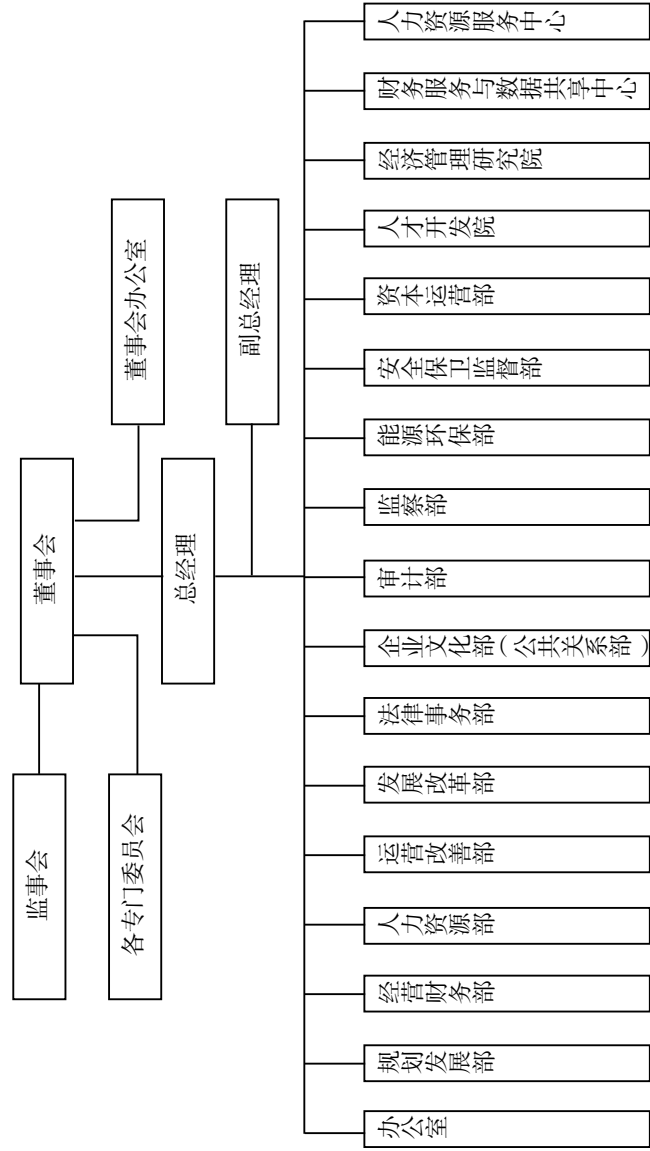 监事会
董事会
董事会办公室
各专门委员会
总经理
副总经理
办公室
规划发展部
经营财务部
人力资源部
运营改善部
发展改革部
法律事务部
企业文化部(公共关系部)
审计部
监察部
能源环保部
安全保卫监督部
资本运营部
人才开发院
经济管理研究院
财务服务与数据共享中心
人力资源服务中心